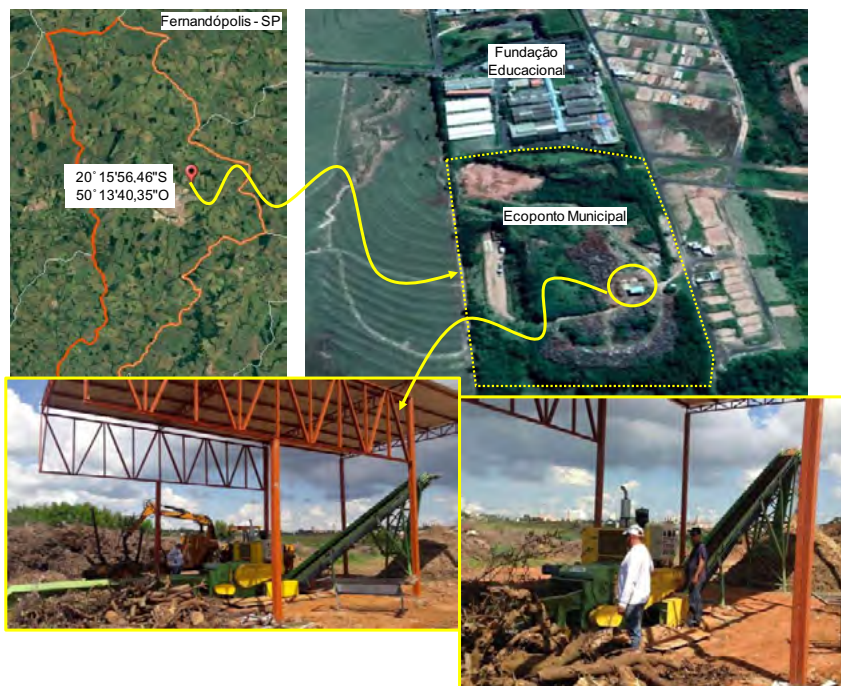 Fernandópolis - SP
Fundação
Educacional
20° 15'56,46"S
50° 13'40,35"O
Ecoponto Municipal